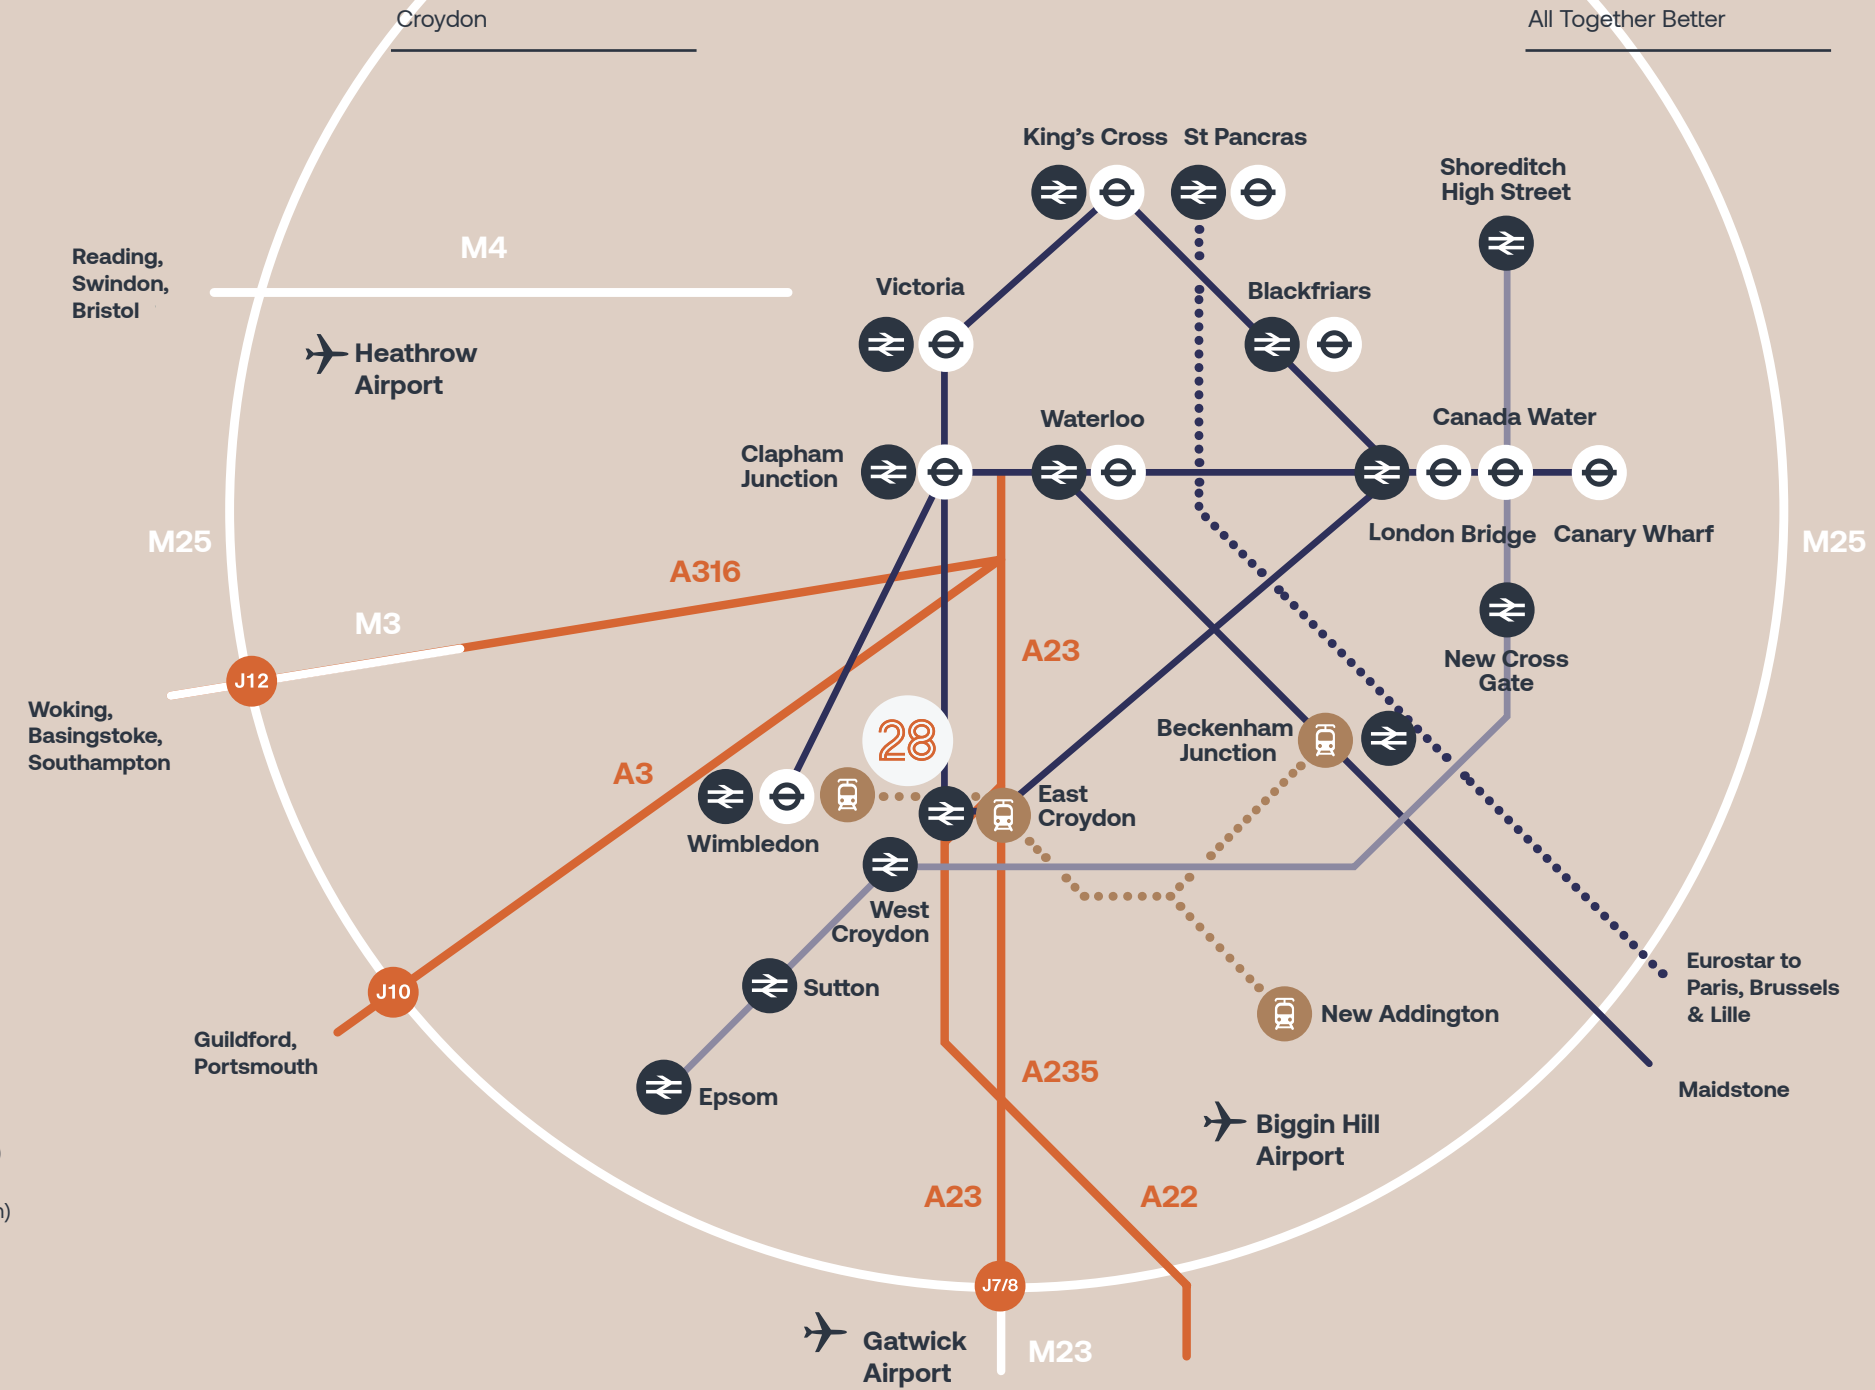 Croydon
All Together Better
King’s Cross
St Pancras
Shoreditch
High Street
M4
Reading,
Swindon,
Bristol
Victoria
Blackfriars
Heathrow
Airport
Waterloo
Canada Water
Clapham
Junction
London Bridge
Canary Wharf
M25
M25
A316
M3
A23
New Cross
Gate
J12
Woking,
Basingstoke,
Southampton
28
Beckenham
Junction
A3
East
Croydon
Wimbledon
West
Croydon
Sutton
J10
Eurostar to
Paris, Brussels
& Lille
New Addington
Guildford,
Portsmouth
A235
Epsom
Maidstone
Biggin Hill
Airport
A23
A22
J7/8
Gatwick
Airport
M23